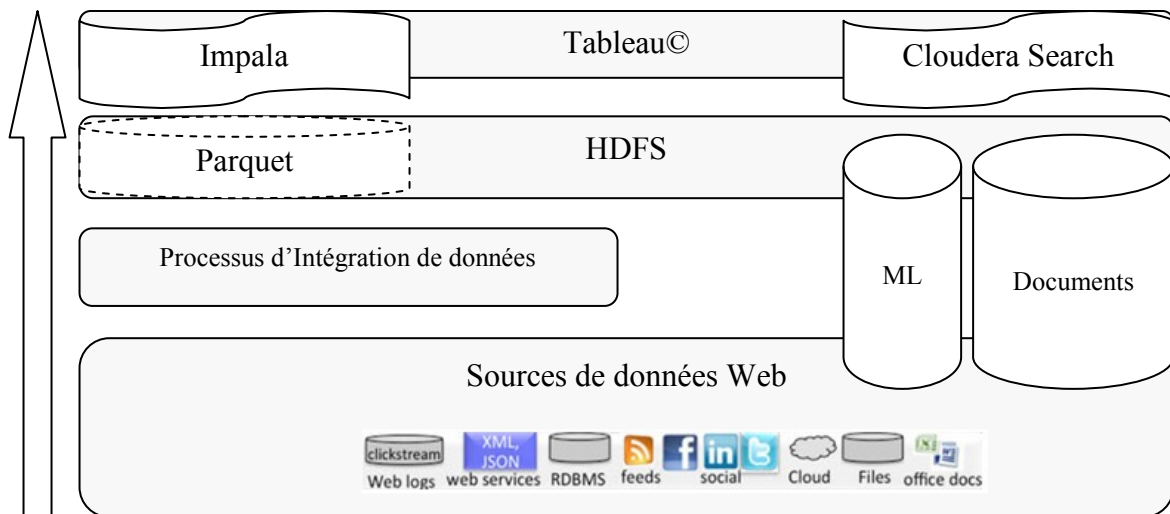 Impala
Tableau©
Cloudera Search
Parquet
HDFS
Processus d’Intégration de données
ML
Documents
Sources de données Web
clickstream
XML,
JSON
Web logs
web services
RDBMS
feeds
social
Cloud
Files
office docs